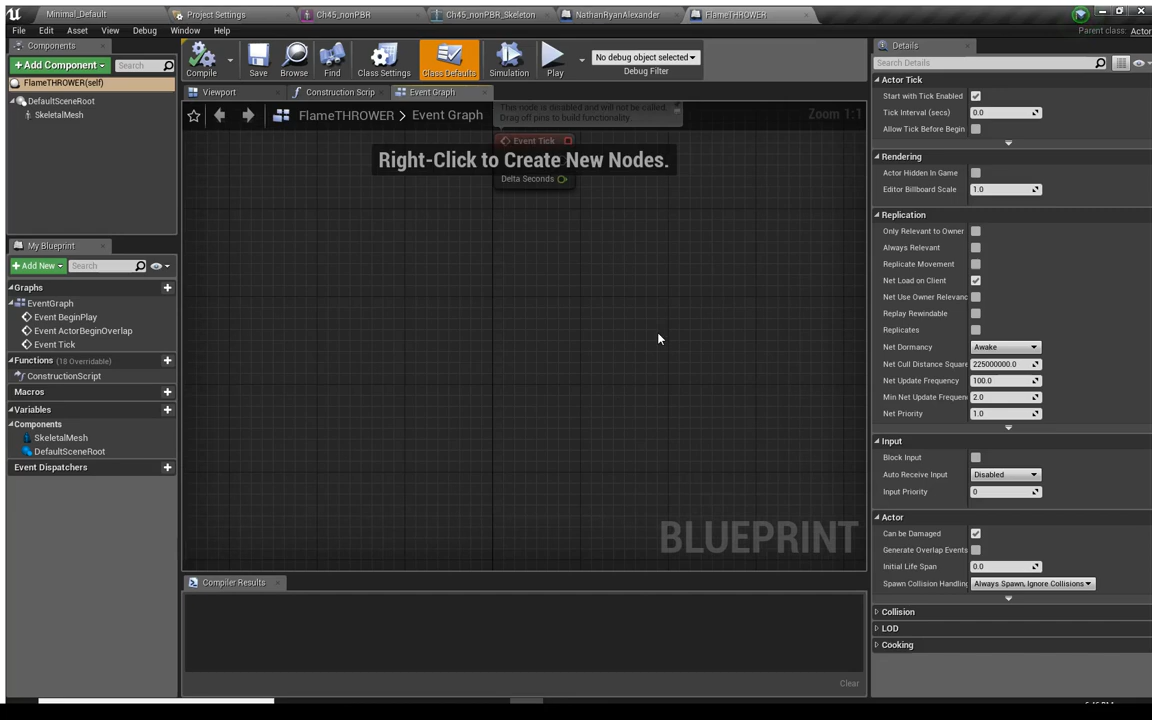 Minimal_Default
Project Settings
Ch45_nonPBR
Ch45_nonPBR_Skeleton
NathanRyanAlexander
FlameTHROWER
File Edit Asset View Debug Window Help
Parent class: Actor
Components
+Add Component
Search
FlameTHROWER(self)
DefaultSceneRoot
SkeletalMesh
My Blueprint
+Add New
Search
Graphs
EventGraph
Event BeginPlay
Event ActorBeginOverlap
Event Tick
Functions (18 Overridable)
ConstructionScript
Macros
Variables
Components
SkeletalMesh
DefaultSceneRoot
Event Dispatchers
Compile
Save
Browse
Find
Class Settings
Class Defaults
Simulation
Play
No debug object selected
Debug Filter
Viewport
Construction Scrip
Event Graph
FlameTHROWER > Event Graph
Zoom 1:1
This node is disabled and will not be called.
Drag off pins to build functionality.
Event Tick
Right-Click to Create New Nodes.
Delta Seconds
BLUEPRINT
Compiler Results
Clear
Details
Search Details
Actor Tick
Start with Tick Enabled
Tick Interval (secs) 0.0
Allow Tick Before Begin
Rendering
Actor Hidden In Game
Editor Billboard Scale 1.0
Replication
Only Relevant to Owner
Always Relevant
Replicate Movement
Net Load on Client
Net Use Owner Relevanc
Replay Rewindable
Replicates
Net Dormancy Awake
Net Cull Distance Square 225000000.0
Net Update Frequency 100.0
Min Net Update Frequen 2.0
Net Priority 1.0
Input
Block Input
Auto Receive Input Disabled
Input Priority 0
Actor
Can be Damaged
Generate Overlap Events
Initial Life Span 0.0
Spawn Collision Handlin Always Spawn, Ignore Collisions
Collision
LOD
Cooking